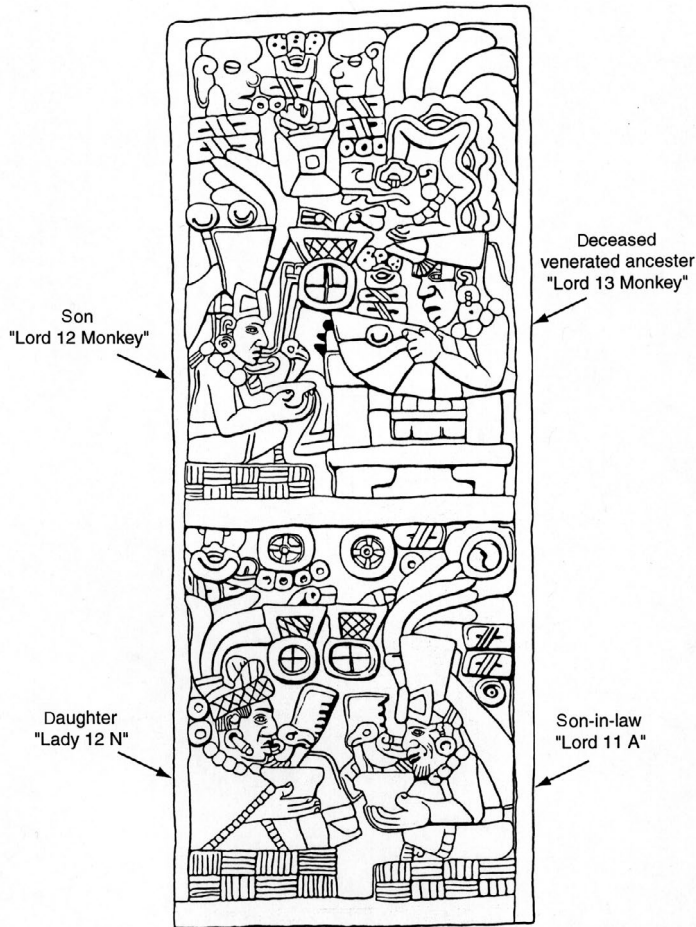 Deceased
venerated ancester
"Lord 13 Monkey"
Son
"Lord 12 Monkey"
Daughter
"Lady 12 N"
Son-in-law
"Lord 11 A"